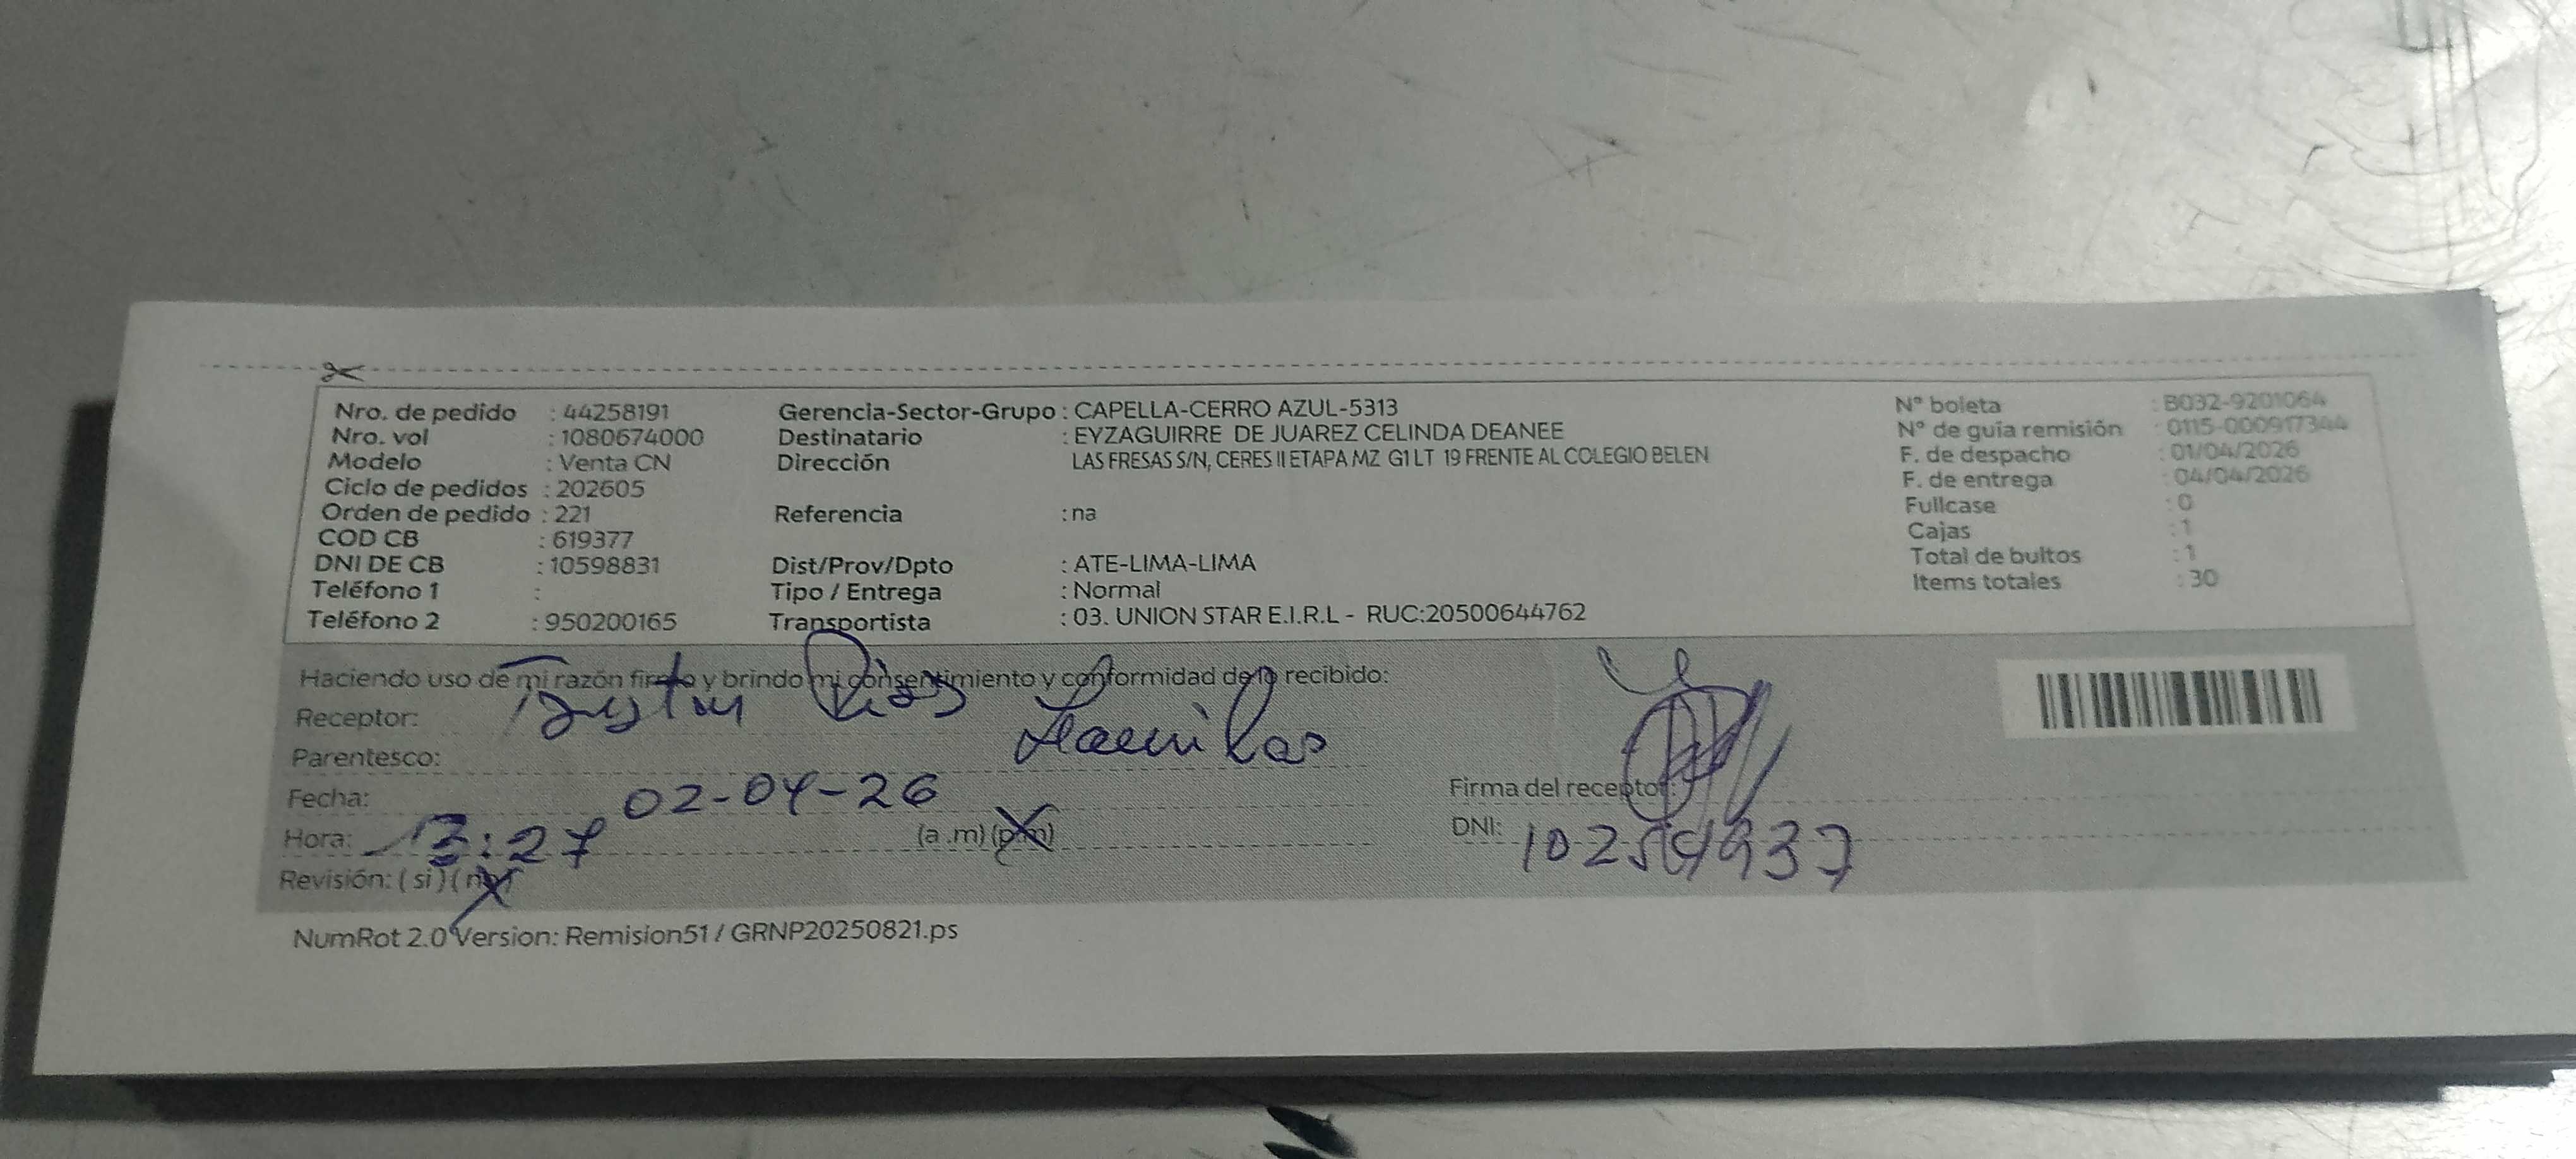 Nro. de pedido : 44258191 Gerencia-Sector-Grupo : CAPELLA-CERRO AZUL-5313 N° boleta : B032-9201064
Nro. vol : 1080674000 Destinatario : EYZAGUIRRE DE JUAREZ CELINDA DEANEE N° de guía remisión : 0115-000917344
Modelo : Venta CN Dirección LAS FRESAS S/N, CERES II ETAPA MZ G1 LT 19 FRENTE AL COLEGIO BELEN F. de despacho : 01/04/2026
Ciclo de pedidos : 202605 F. de entrega : 04/04/2026
Orden de pedido : 221 Referencia : na Fullcase : 0
COD CB : 619377 Cajas : 1
DNI DE CB : 10598831 Dist/Prov/Dpto : ATE-LIMA-LIMA Total de bultos : 1
Teléfono 1 : Tipo / Entrega : Normal Items totales : 30
Teléfono 2 : 950200165 Transportista : 03. UNION STAR E.I.R.L - RUC:20500644762
Haciendo uso de mi razón firmo y brindo mi consentimiento y conformidad de lo recibido:
Receptor: Rios
Parentesco:
Fecha: 02-04-26 Firma del receptor:
Hora: 13:27 (a .m) (p.m) DNI:
Revisión: ( si ) ( no )
NumRot 2.0 Version: Remision51 / GRNP20250821.ps